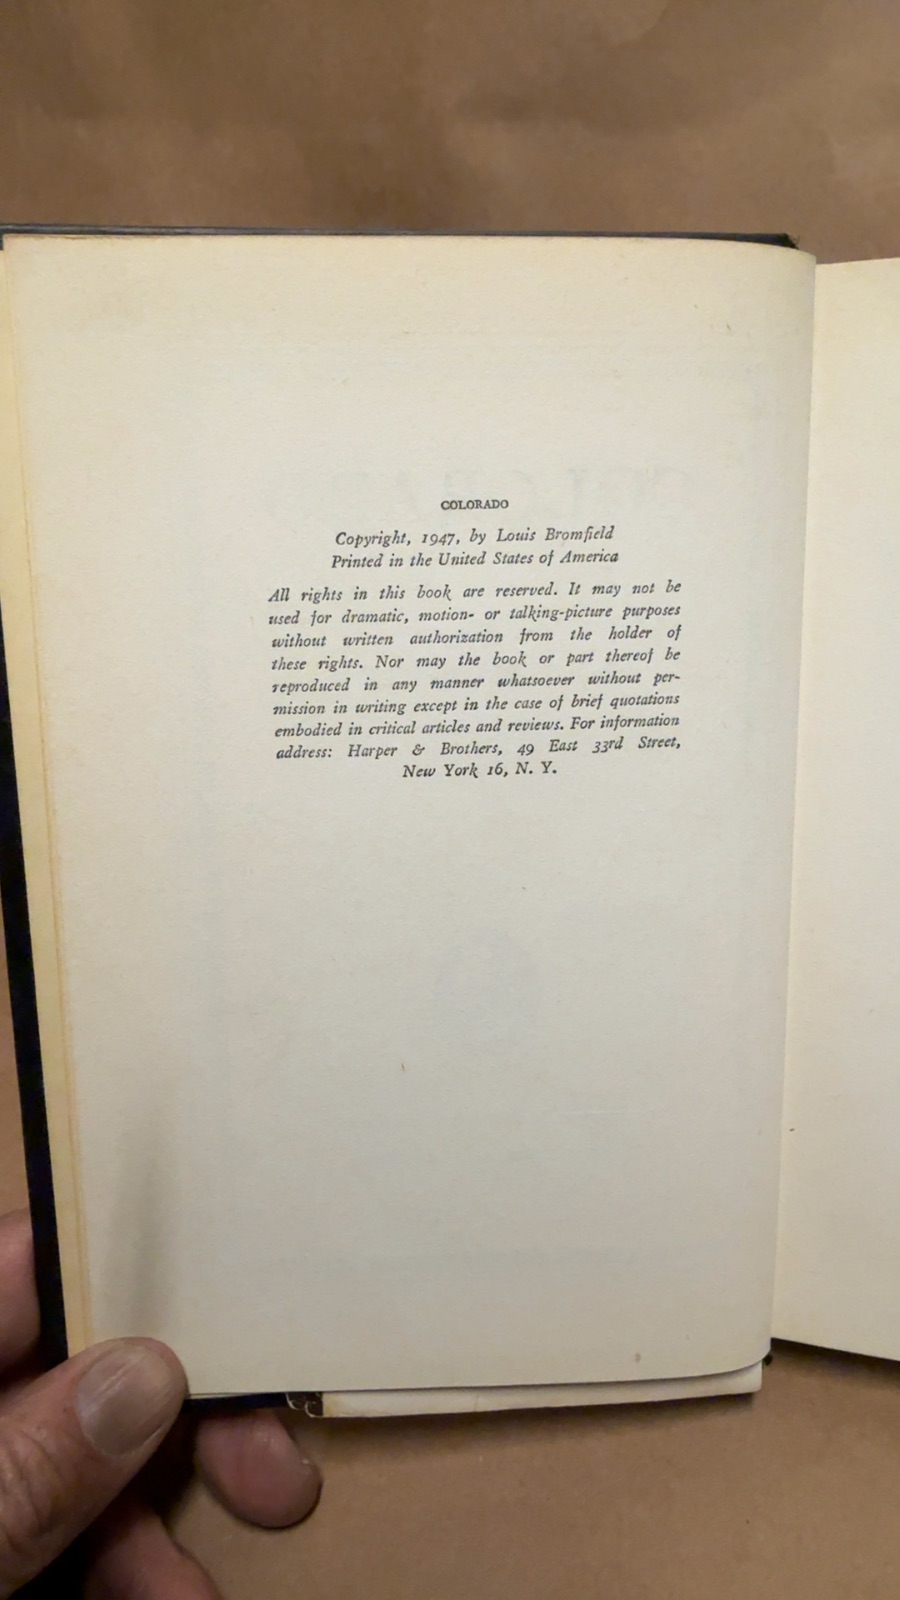 COLORADO
Copyright, 1947, by Louis Bromfield
Printed in the United States of America
All rights in this book are reserved. It may not be
used for dramatic, motion- or talking-picture purposes
without written authorization from the holder of
these rights. Nor may the book or part thereof be
reproduced in any manner whatsoever without per-
mission in writing except in the case of brief quotations
embodied in critical articles and reviews. For information
address: Harper & Brothers, 49 East 33rd Street,
New York 16, N. Y.